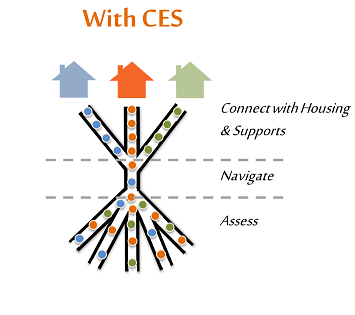 With CES
Connect with Housing
& Supports
Navigate
Assess